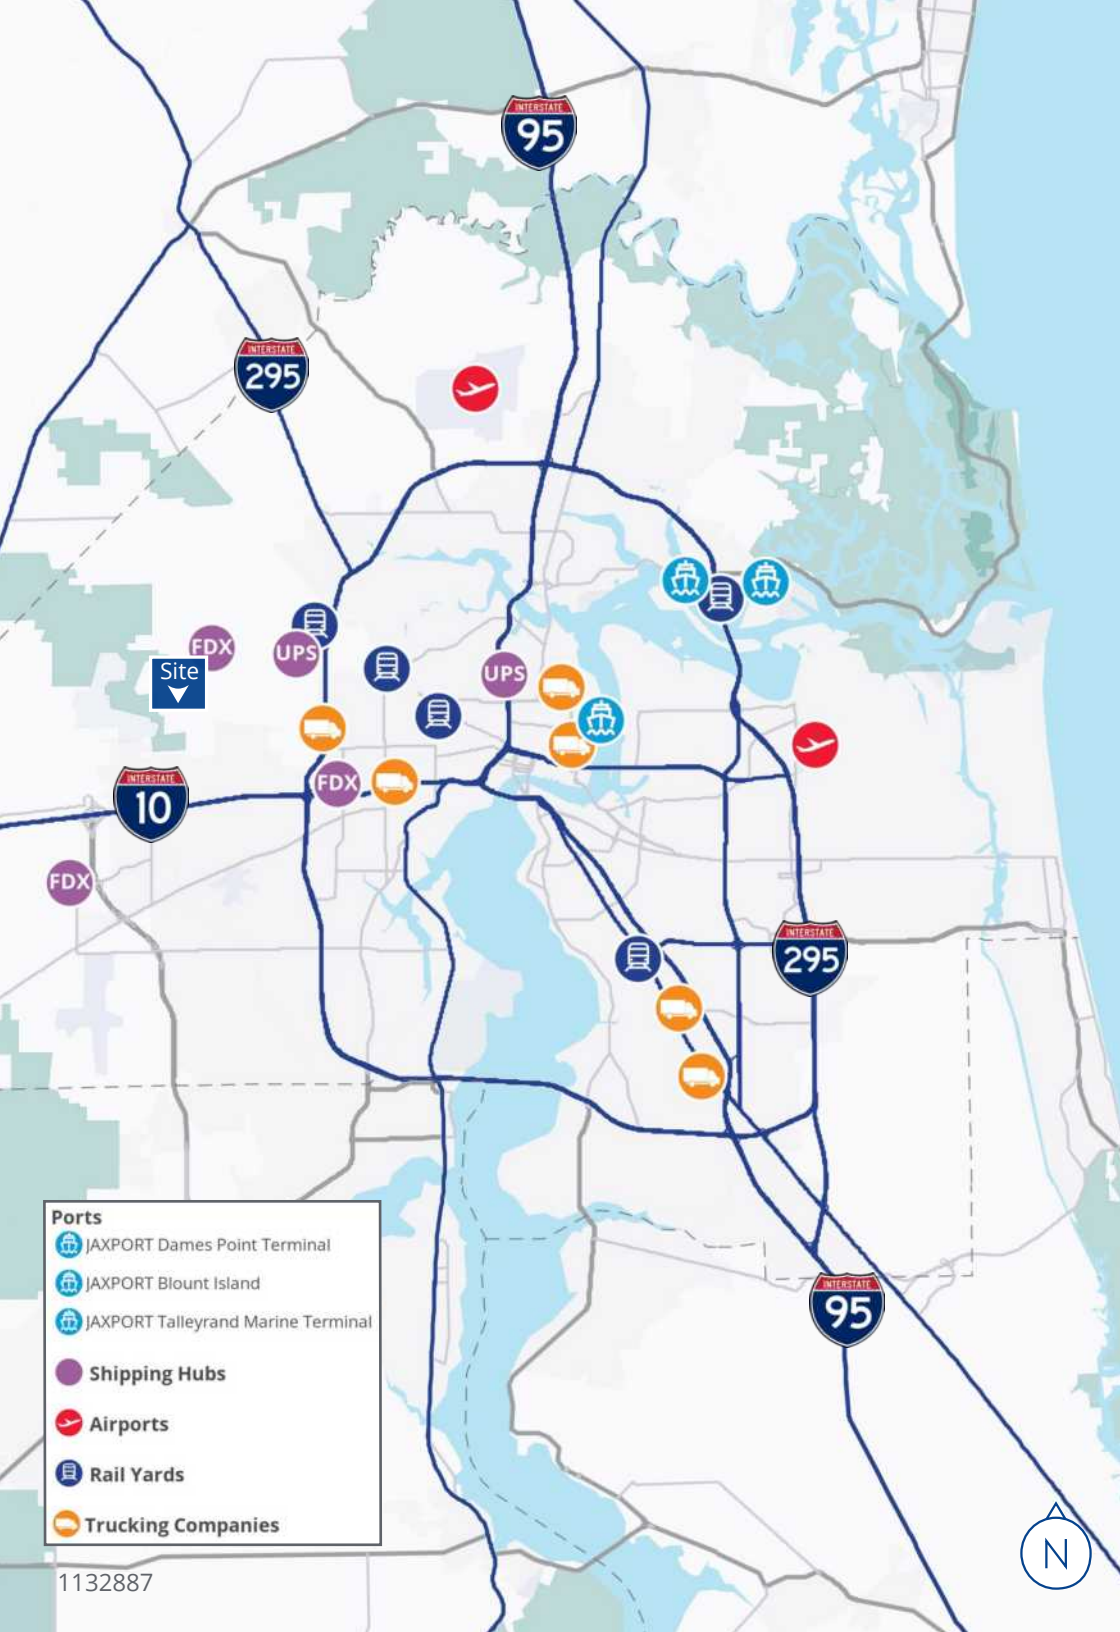 INTERSTATE
95
INTERSTATE
295
FDX
UPS
Site
UPS
INTERSTATE
10
FDX
FDX
INTERSTATE
295
INTERSTATE
95
Ports
JAXPORT Dames Point Terminal
JAXPORT Blount Island
JAXPORT Talleyrand Marine Terminal
Shipping Hubs
Airports
Rail Yards
Trucking Companies
N
1132887